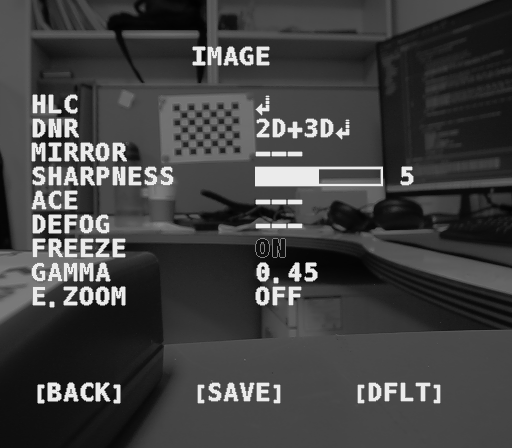 IMAGE
HLC ↲
DNR 2D+3D↲
MIRROR ---
SHARPNESS 5
ACE ---
DEFOG ---
FREEZE ON
GAMMA 0.45
E.ZOOM OFF
[BACK] [SAVE] [DFLT]